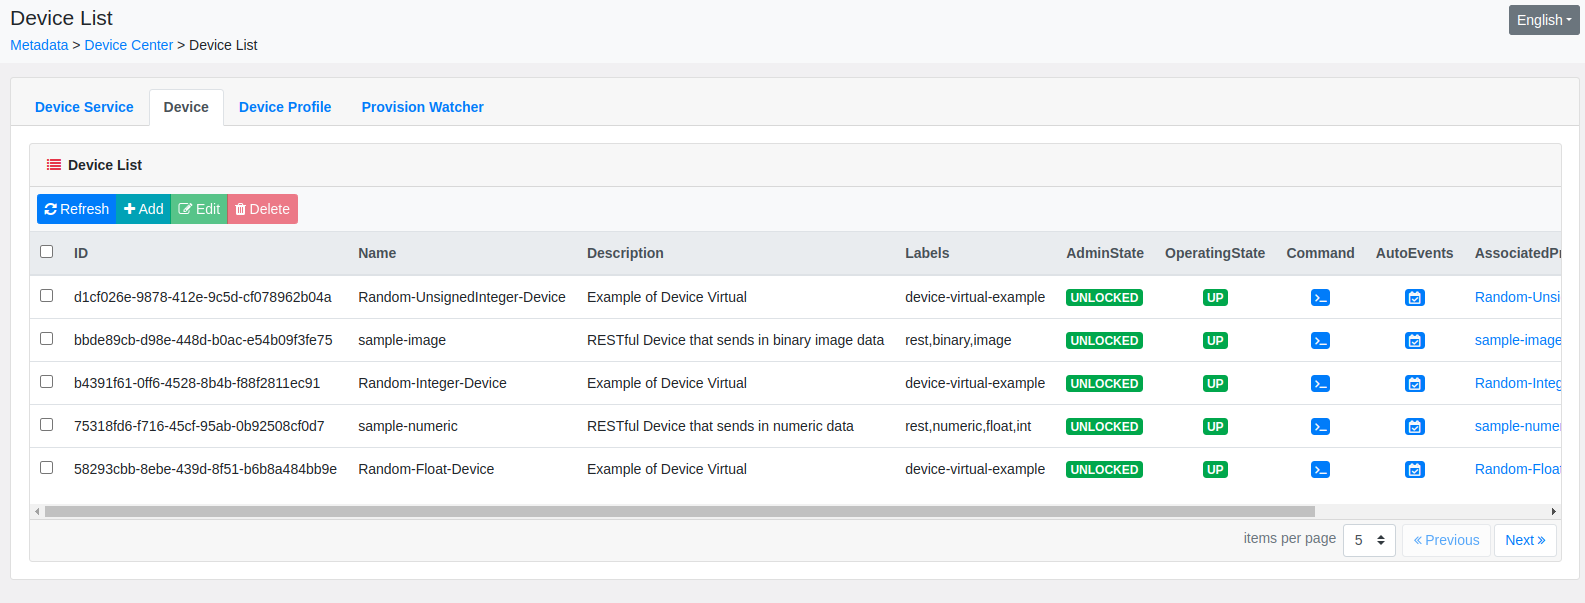 Device List
English
Metadata > Device Center > Device List
Device Service Device Device Profile Provision Watcher
Device List
Refresh Add Edit Delete
ID Name Description Labels AdminState OperatingState Command AutoEvents AssociatedPr
d1cf026e-9878-412e-9c5d-cf078962b04a Random-UnsignedInteger-Device Example of Device Virtual device-virtual-example UNLOCKED UP Random-Unsi
bbde89cb-d98e-448d-b0ac-e54b09f3fe75 sample-image RESTful Device that sends in binary image data rest,binary,image UNLOCKED UP sample-image
b4391f61-0ff6-4528-8b4b-f88f2811ec91 Random-Integer-Device Example of Device Virtual device-virtual-example UNLOCKED UP Random-Integ
75318fd6-f716-45cf-95ab-0b92508cf0d7 sample-numeric RESTful Device that sends in numeric data rest,numeric,float,int UNLOCKED UP sample-numer
58293cbb-8ebe-439d-8f51-b6b8a484bb9e Random-Float-Device Example of Device Virtual device-virtual-example UNLOCKED UP Random-Float
items per page 5 « Previous Next »